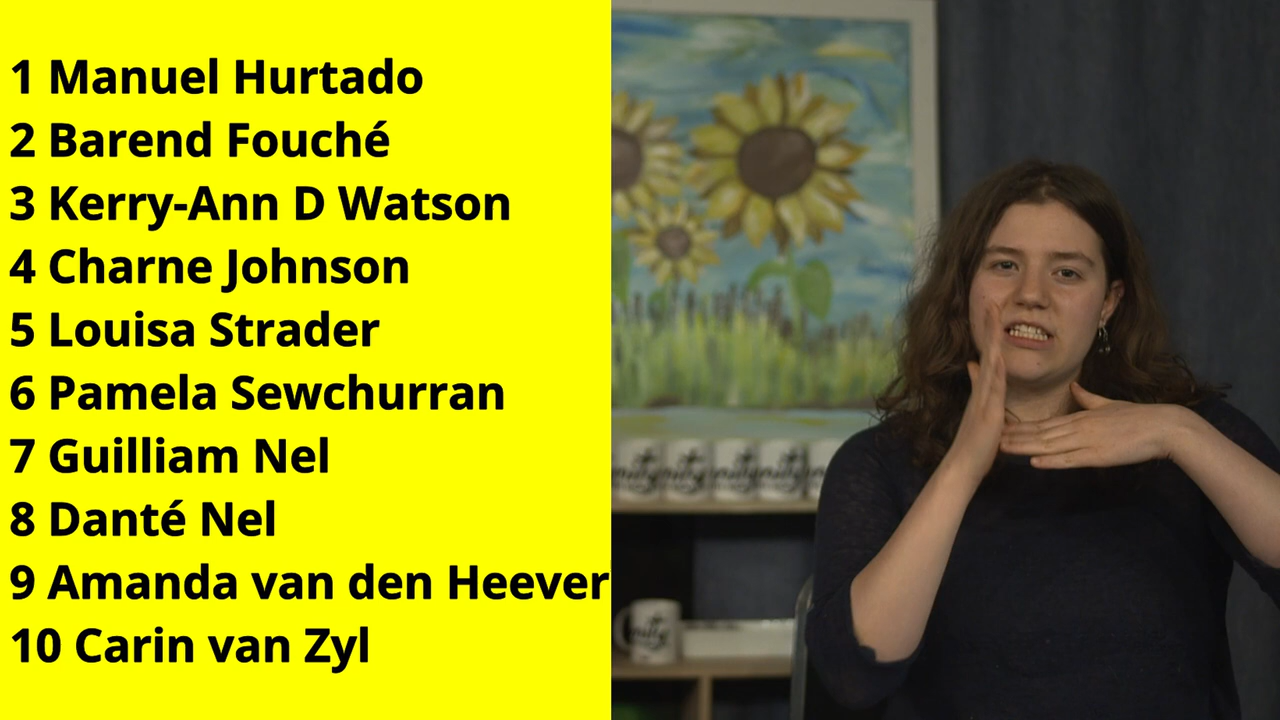 1 Manuel Hurtado
2 Barend Fouché
3 Kerry-Ann D Watson
4 Charne Johnson
5 Louisa Strader
6 Pamela Sewchurran
7 Guilliam Nel
8 Danté Nel
9 Amanda van den Heever
10 Carin van Zyl